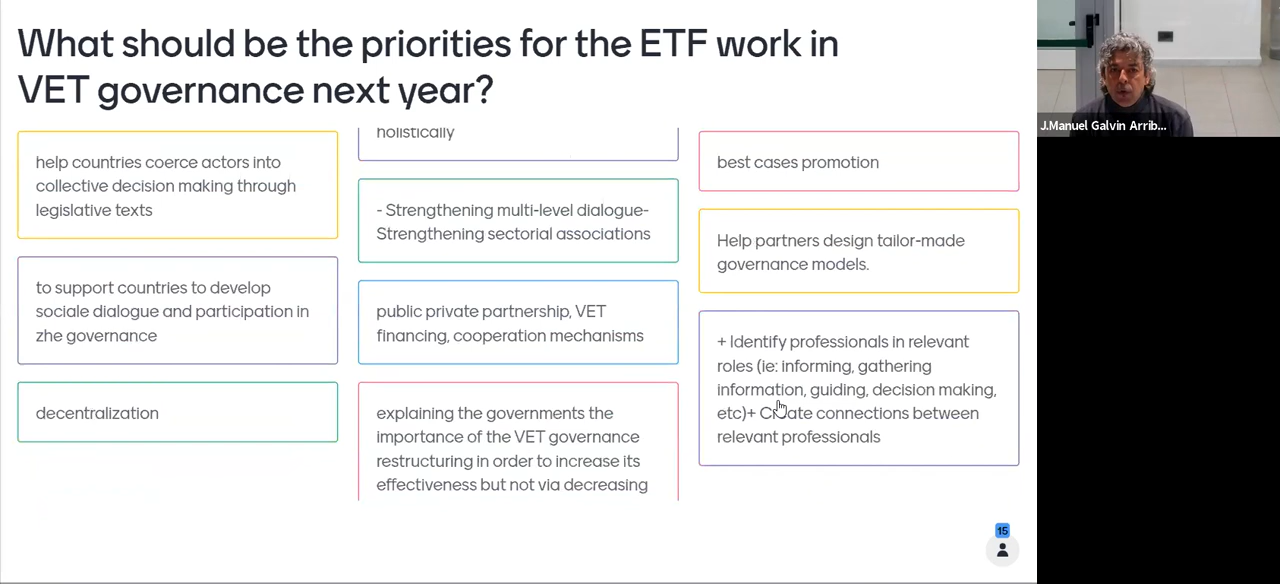 What should be the priorities for the ETF work in
VET governance next year?
help countries coerce actors into
collective decision making through
legislative texts
to support countries to develop
sociale dialogue and participation in
zhe governance
decentralization
holistically
- Strengthening multi-level dialogue-
Strengthening sectorial associations
public private partnership, VET
financing, cooperation mechanisms
explaining the governments the
importance of the VET governance
restructuring in order to increase its
effectiveness but not via decreasing
best cases promotion
Help partners design tailor-made
governance models.
+ Identify professionals in relevant
roles (ie: informing, gathering
information, guiding, decision making,
etc)+ Create connections between
relevant professionals
15
J.Manuel Galvin Arrib...